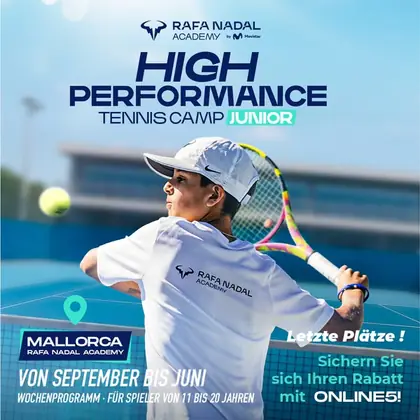 RAFA NADAL
ACADEMY by Movistar
HIGH
PERFORMANCE
TENNIS CAMP JUNIOR
RAFA NADAL
ACADEMY
MALLORCA
RAFA NADAL ACADEMY
Letzte Plätze !
Sichern Sie
sich Ihren Rabatt
mit ONLINE5!
VON SEPTEMBER BIS JUNI
WOCHENPROGRAMM · FÜR SPIELER VON 11 BIS 20 JAHREN